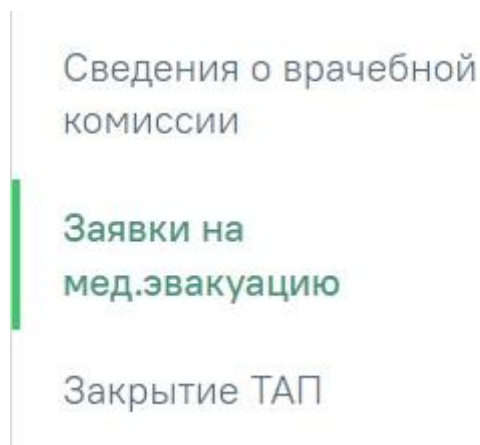 Сведения о врачебной
комиссии
Заявки на
мед.эвакуацию
Закрытие ТАП